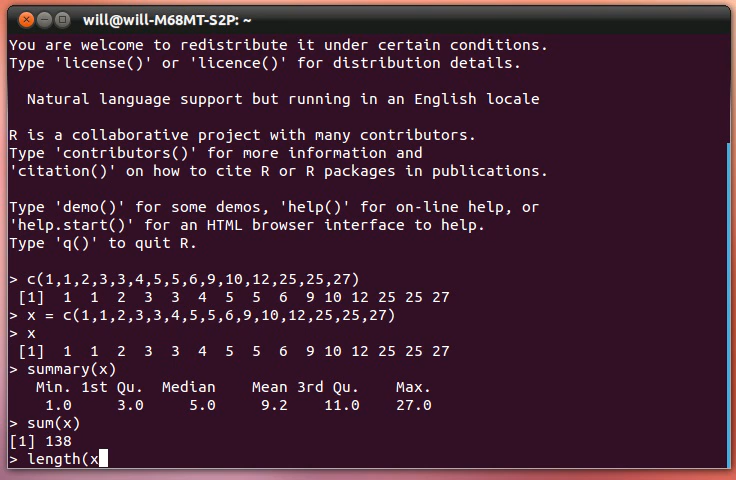 will@will-M68MT-S2P: ~
You are welcome to redistribute it under certain conditions.
Type 'license()' or 'licence()' for distribution details.
  Natural language support but running in an English locale
R is a collaborative project with many contributors.
Type 'contributors()' for more information and
'citation()' on how to cite R or R packages in publications.
Type 'demo()' for some demos, 'help()' for on-line help, or
'help.start()' for an HTML browser interface to help.
Type 'q()' to quit R.
> c(1,1,2,3,3,4,5,5,6,9,10,12,25,25,27)
 [1]  1  1  2  3  3  4  5  5  6  9 10 12 25 25 27
> x = c(1,1,2,3,3,4,5,5,6,9,10,12,25,25,27)
> x
 [1]  1  1  2  3  3  4  5  5  6  9 10 12 25 25 27
> summary(x)
   Min. 1st Qu.  Median    Mean 3rd Qu.    Max.
    1.0     3.0     5.0     9.2    11.0    27.0
> sum(x)
[1] 138
> length(x